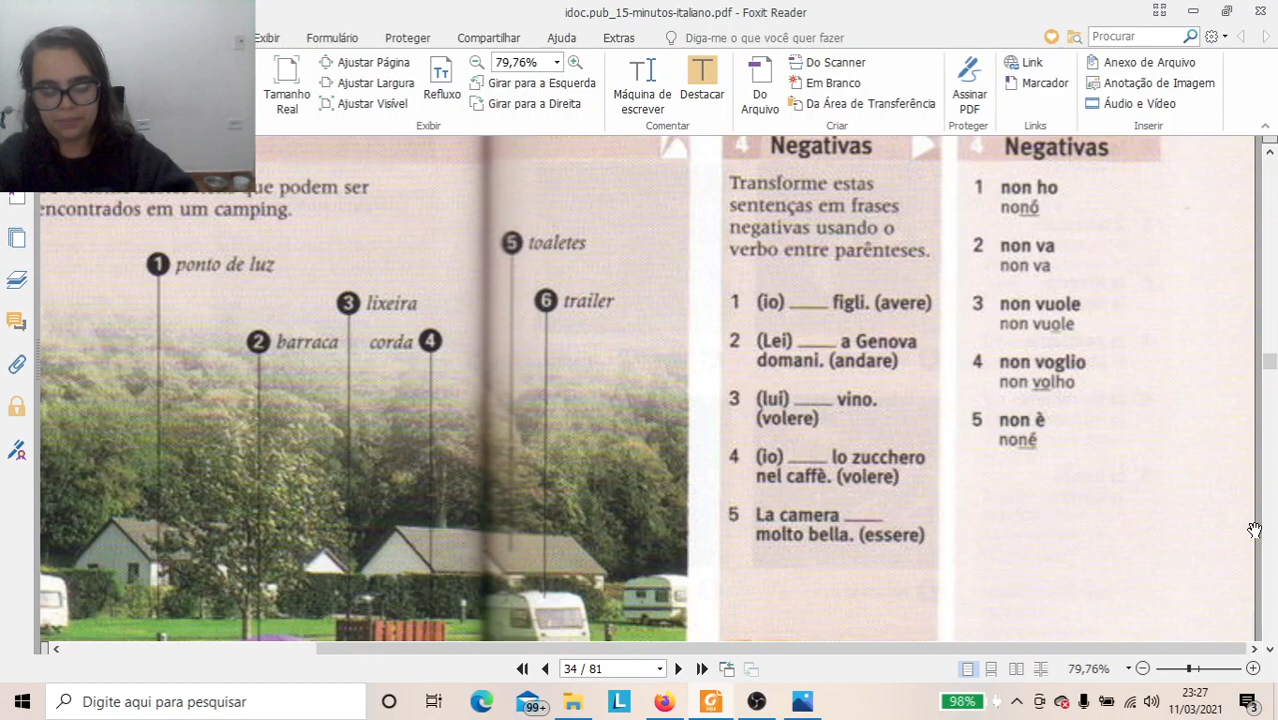 idoc.pub_15-minutos-italiano.pdf - Foxit Reader
Exibir Formulário Proteger Compartilhar Ajuda Extras Diga-me o que você quer fazer Procurar
Tamanho Real
Ajustar Página
Ajustar Largura
Ajustar Visível
Refluxo
79,76%
Girar para a Esquerda
Girar para a Direita
Exibir
Máquina de escrever
Destacar
Comentar
Do Arquivo
Do Scanner
Em Branco
Da Área de Transferência
Criar
Assinar PDF
Proteger
Link
Marcador
Links
Anexo de Arquivo
Anotação de Imagem
Áudio e Vídeo
Inserir
que podem ser
encontrados em um camping.
1 ponto de luz
2 barraca
3 lixeira
corda 4
5 toaletes
6 trailer
4 Negativas
Transforme estas
sentenças em frases
negativas usando o
verbo entre parênteses.
1 (io) ____ figli. (avere)
2 (Lei) ____ a Genova
domani. (andare)
3 (lui) ____ vino.
(volere)
4 (io) ____ lo zucchero
nel caffè. (volere)
5 La camera ____
molto bella. (essere)
4 Negativas
1 non ho
nonó
2 non va
non va
3 non vuole
non vuole
4 non voglio
non volho
5 non è
noné
34 / 81
79,76%
Digite aqui para pesquisar
99+
98%
23:27
11/03/2021
3